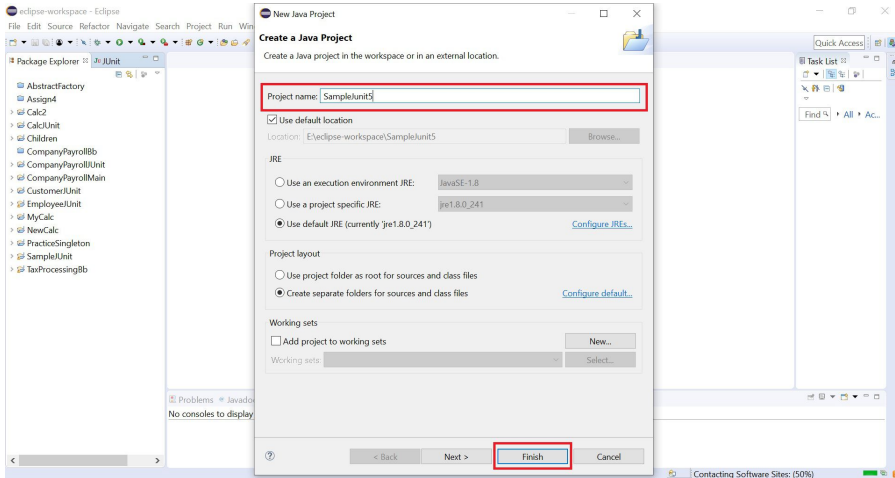 eclipse-workspace - Eclipse
File Edit Source Refactor Navigate Search Project Run Win
Quick Access
Package Explorer JUnit
AbstractFactory
Assign4
Calc2
CalcJUnit
Children
CompanyPayrollBb
CompanyPayrollJUnit
CompanyPayrollMain
CustomerJUnit
EmployeeJUnit
MyCalc
NewCalc
PracticeSingleton
SampleJUnit
TaxProcessingBb
New Java Project
Create a Java Project
Create a Java project in the workspace or in an external location.
Project name: SampleJunit5
Use default location
Location: E:\eclipse-workspace\SampleJunit5 Browse...
JRE
Use an execution environment JRE: JavaSE-1.8
Use a project specific JRE: jre1.8.0_241
Use default JRE (currently 'jre1.8.0_241') Configure JREs...
Project layout
Use project folder as root for sources and class files
Create separate folders for sources and class files Configure default...
Working sets
Add project to working sets New...
Working sets: Select...
? < Back Next > Finish Cancel
Problems Javado
No consoles to display
Task List
Find All Ac...
Contacting Software Sites: (50%)